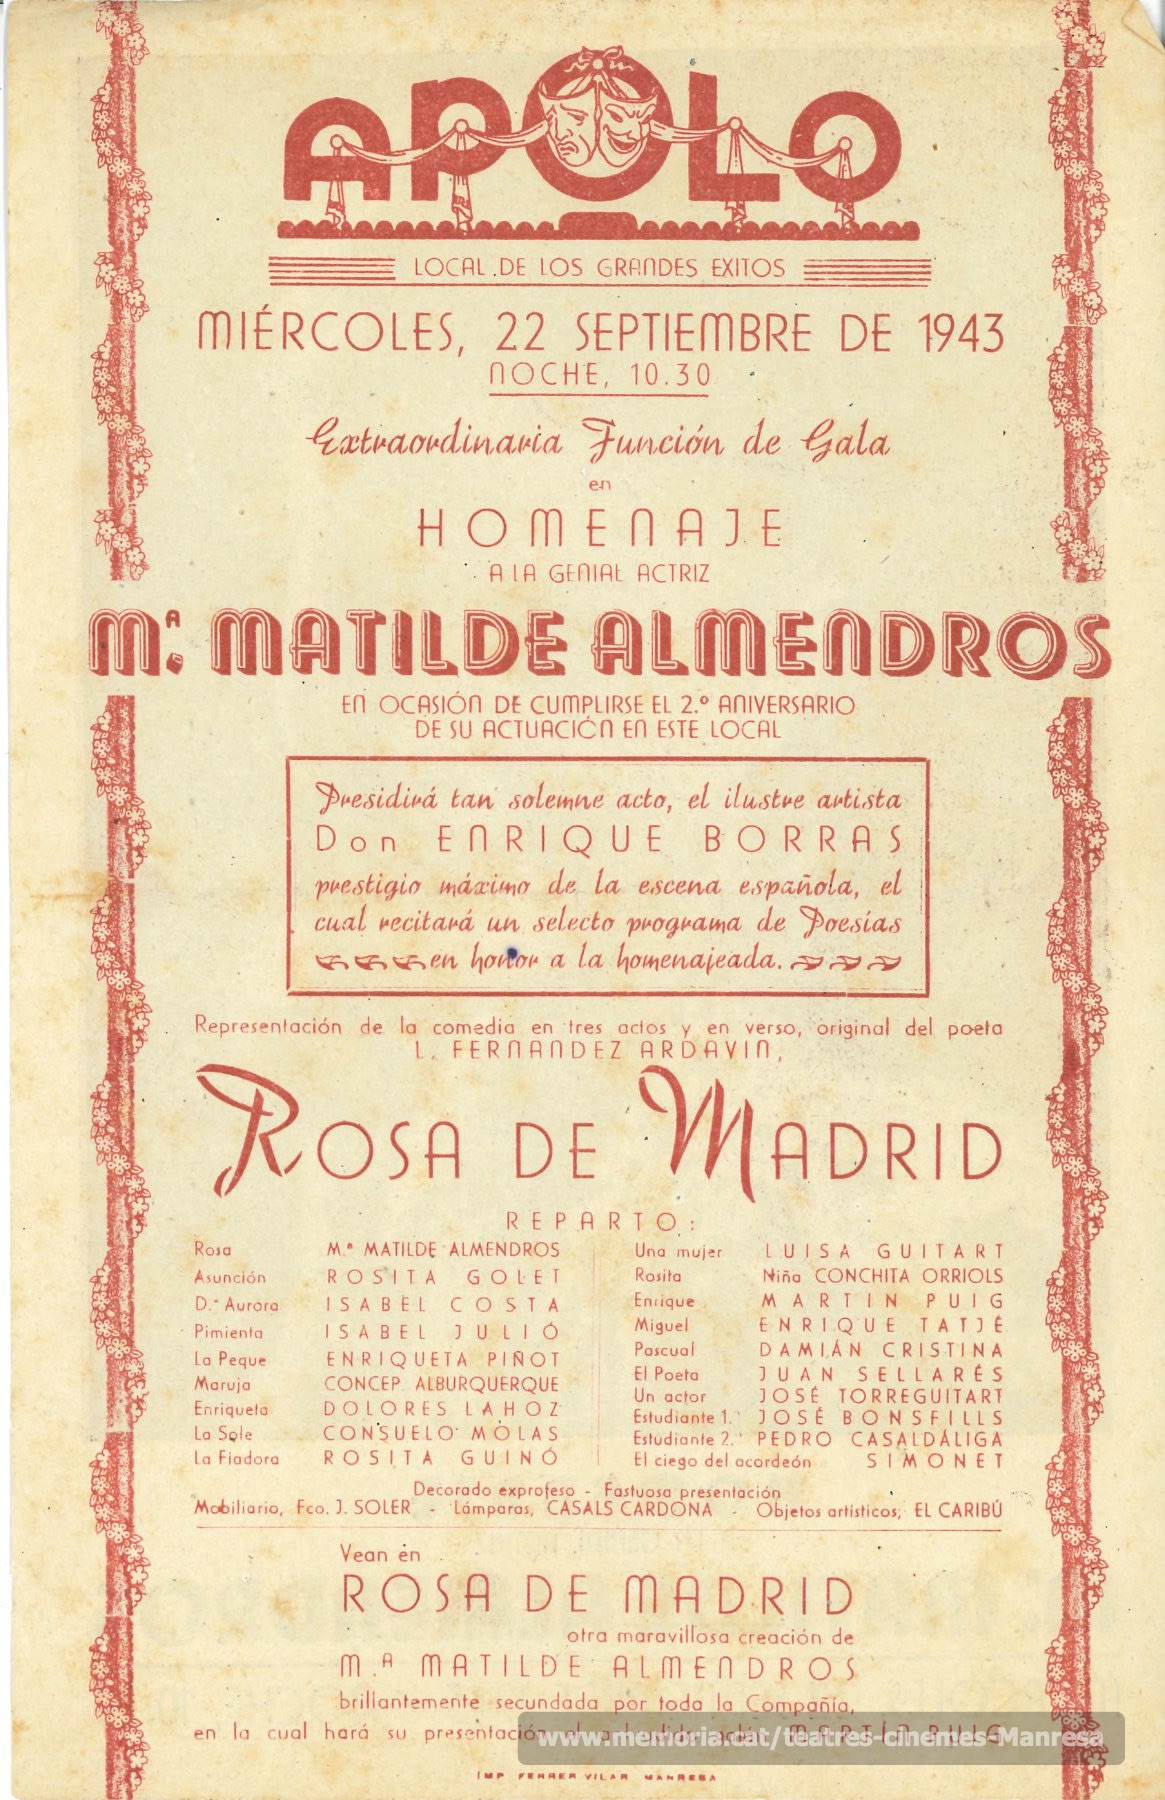 APOLO
LOCAL DE LOS GRANDES EXITOS
MIÉRCOLES, 22 SEPTIEMBRE DE 1943
NOCHE, 10.30
Extraordinaria Función de Gala
en
HOMENAJE
A LA GENIAL ACTRIZ
Mª. MATILDE ALMENDROS
EN OCASIÓN DE CUMPLIRSE EL 2.º ANIVERSARIO
DE SU ACTUACIÓN EN ESTE LOCAL
Presidirá tan solemne acto, el ilustre artista
Don ENRIQUE BORRAS
prestigio máximo de la escena española, el
cual recitará un selecto programa de Poesías
en honor a la homenajeada.
Representación de la comedia en tres actos y en verso, original del poeta
L. FERNANDEZ ARDAVIN,
ROSA DE MADRID
REPARTO:
Rosa Mª MATILDE ALMENDROS
Asunción ROSITA GOLET
D.ª Aurora ISABEL COSTA
Pimienta ISABEL JULIÓ
La Peque ENRIQUETA PIÑOT
Maruja CONCEP ALBURQUERQUE
Enriqueta DOLORES LAHOZ
La Sole CONSUELO MOLAS
La Fiadora ROSITA GUINÓ
Una mujer LUISA GUITART
Rosita Niña CONCHITA ORRIOLS
Enrique MARTIN PUIG
Miguel ENRIQUE TATJÉ
Pascual DAMIÁN CRISTINA
El Poeta JUAN SELLARÉS
Un actor JOSÉ TORREGUITART
Estudiante 1.º JOSÉ BONSFILLS
Estudiante 2.º PEDRO CASALDÁLIGA
El ciego del acordeón SIMONET
Decorado exprofeso - Fastuosa presentación
Mobiliario, Fco. J. SOLER - Lámparas, CASALS CARDONA - Objetos artísticos, EL CARIBÚ
Vean en
ROSA DE MADRID
otra maravillosa creación de
M.ª MATILDE ALMENDROS
brillantemente secundada por toda la Compañía,
en la cual hará su presentación el aplaudido actor MARTÍN PUIG
www.memoria.cat/teatres-cinemes-Manresa
IMP FERRER VILAR MANRESA